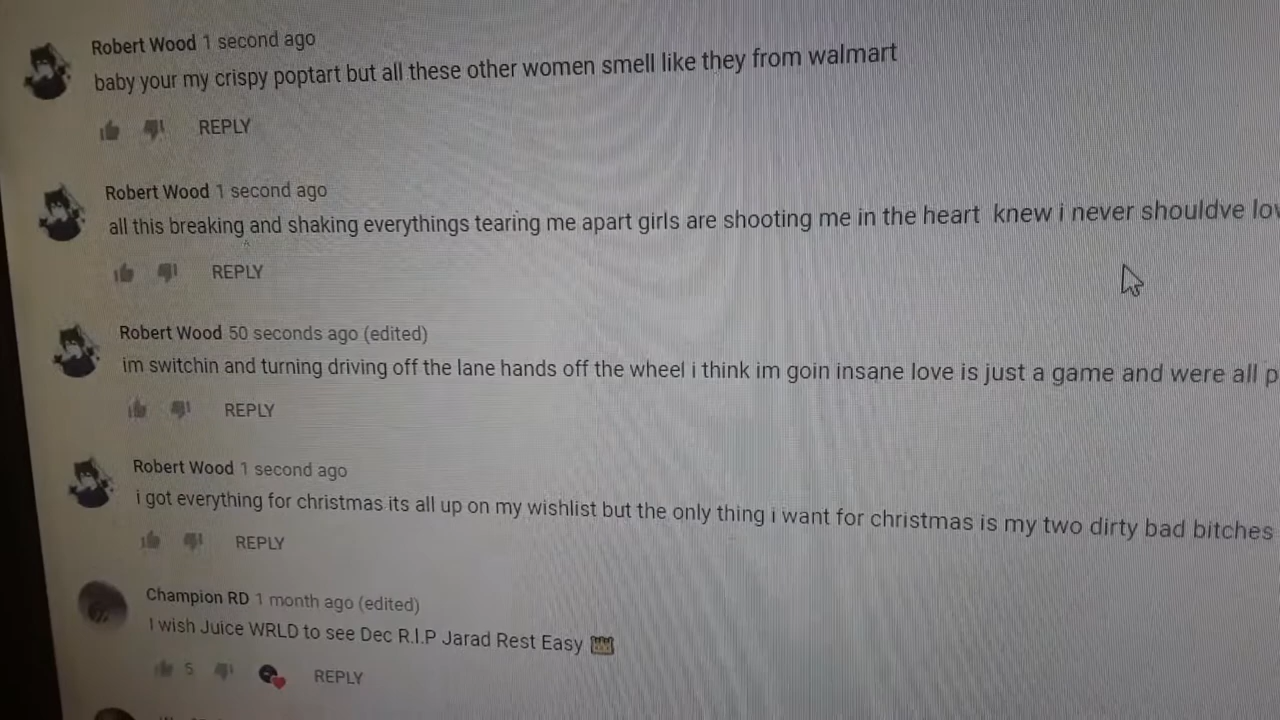 Robert Wood 1 second ago
baby your my crispy poptart but all these other women smell like they from walmart
REPLY
Robert Wood 1 second ago
all this breaking and shaking everythings tearing me apart girls are shooting me in the heart knew i never shouldve lov
REPLY
Robert Wood 50 seconds ago (edited)
im switchin and turning driving off the lane hands off the wheel i think im goin insane love is just a game and were all p
REPLY
Robert Wood 1 second ago
i got everything for christmas its all up on my wishlist but the only thing i want for christmas is my two dirty bad bitches
REPLY
Champion RD 1 month ago (edited)
I wish Juice WRLD to see Dec R.I.P Jarad Rest Easy
5 REPLY